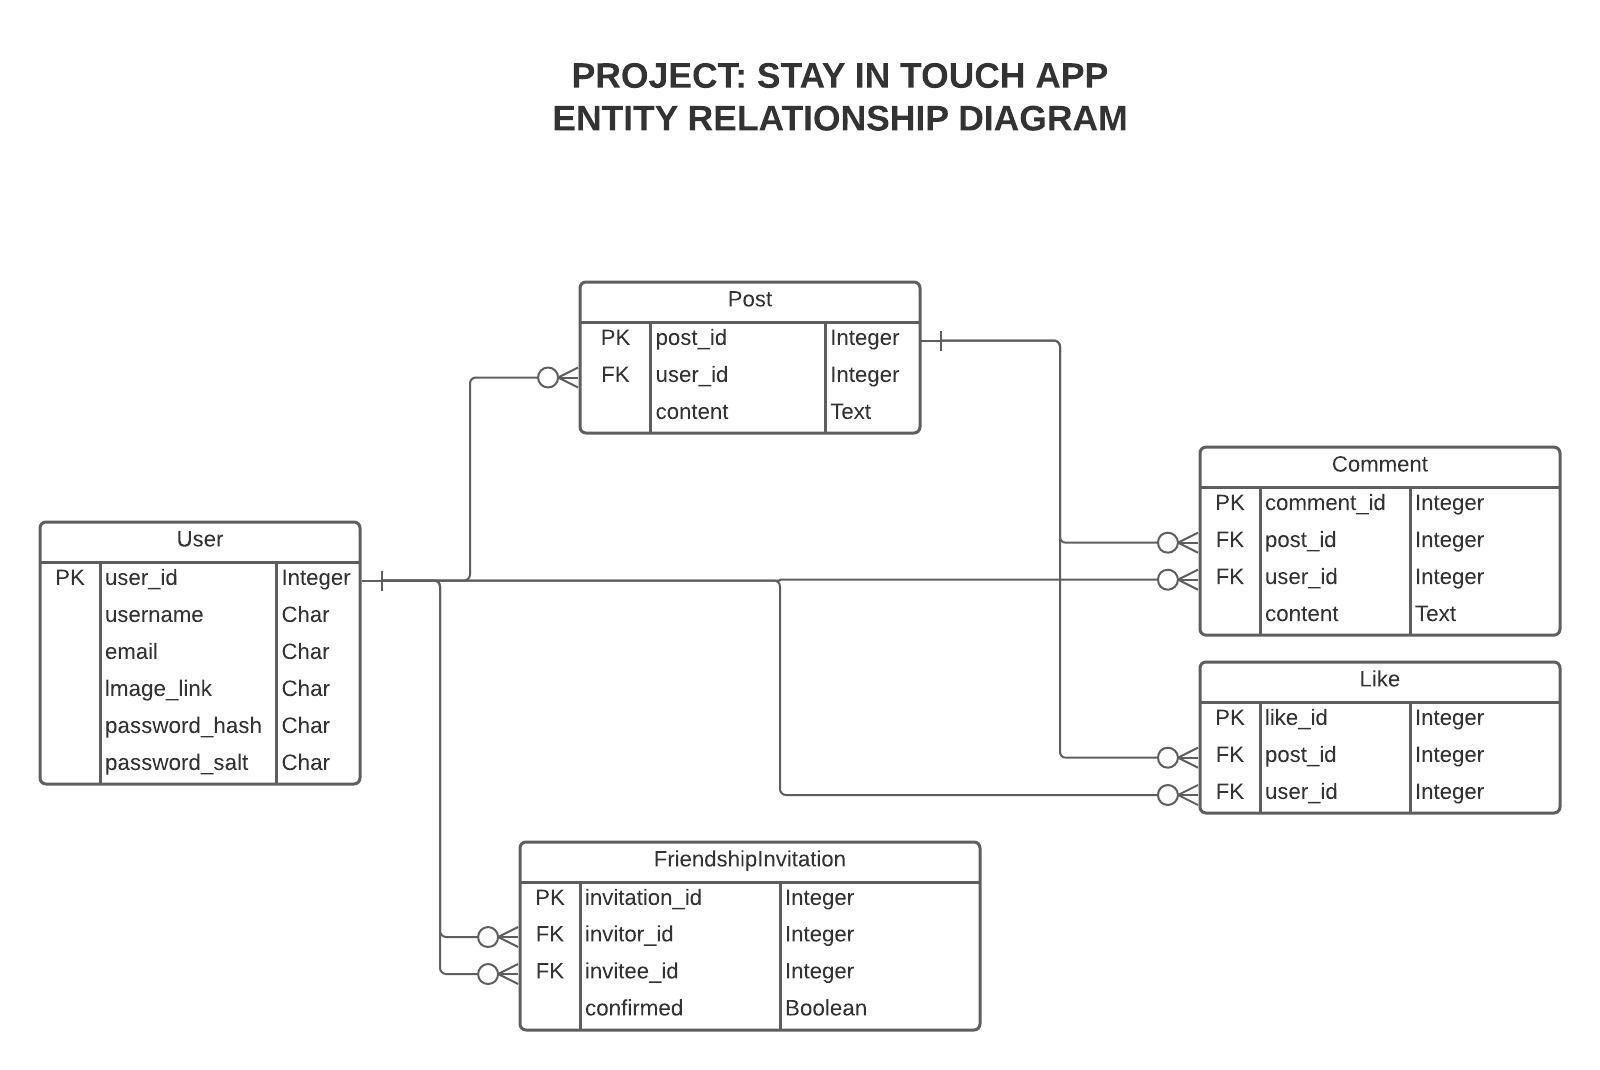 PROJECT: STAY IN TOUCH APP
ENTITY RELATIONSHIP DIAGRAM
Post
PK post_id Integer
FK user_id Integer
content Text
Comment
PK comment_id Integer
FK post_id Integer
FK user_id Integer
content Text
User
PK user_id Integer
username Char
email Char
Image_link Char
password_hash Char
password_salt Char
Like
PK like_id Integer
FK post_id Integer
FK user_id Integer
FriendshipInvitation
PK invitation_id Integer
FK invitor_id Integer
FK invitee_id Integer
confirmed Boolean